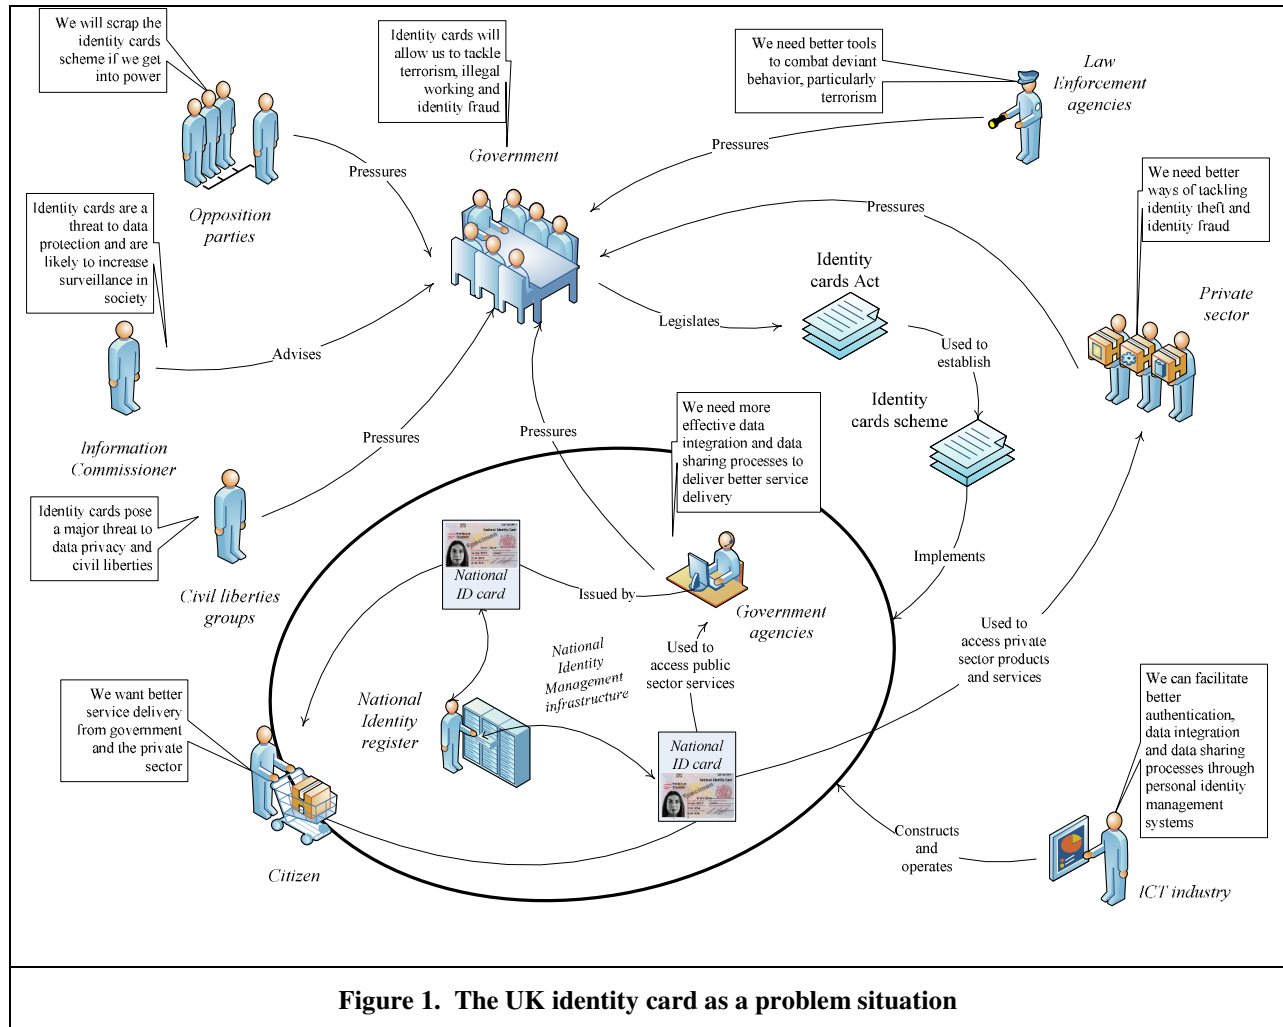 We will scrap the
identity cards
scheme if we get
into power
Opposition
parties
Pressures
Identity cards will
allow us to tackle
terrorism, illegal
working and
identity fraud
Government
We need better tools
to combat deviant
behavior, particularly
terrorism
Law
Enforcement
agencies
Pressures
We need better
ways of tackling
identity theft and
identity fraud
Private
sector
Pressures
Identity cards are a
threat to data
protection and are
likely to increase
surveillance in
society
Information
Commissioner
Advises
Legislates
Identity
cards Act
Used to
establish
Identity
cards scheme
Implements
Identity cards pose
a major threat to
data privacy and
civil liberties
Civil liberties
groups
Pressures
Pressures
We need more
effective data
integration and data
sharing processes to
deliver better service
delivery
Government
agencies
National
ID card
Issued by
National
Identity
Management
infrastructure
Used to
access public
sector services
Used to
access private
sector products
and services
National
Identity
register
National
ID card
We want better
service delivery
from government
and the private
sector
Citizen
We can facilitate
better
authentication,
data integration
and data sharing
processes through
personal identity
management
systems
ICT industry
Constructs
and
operates
Figure 1. The UK identity card as a problem situation